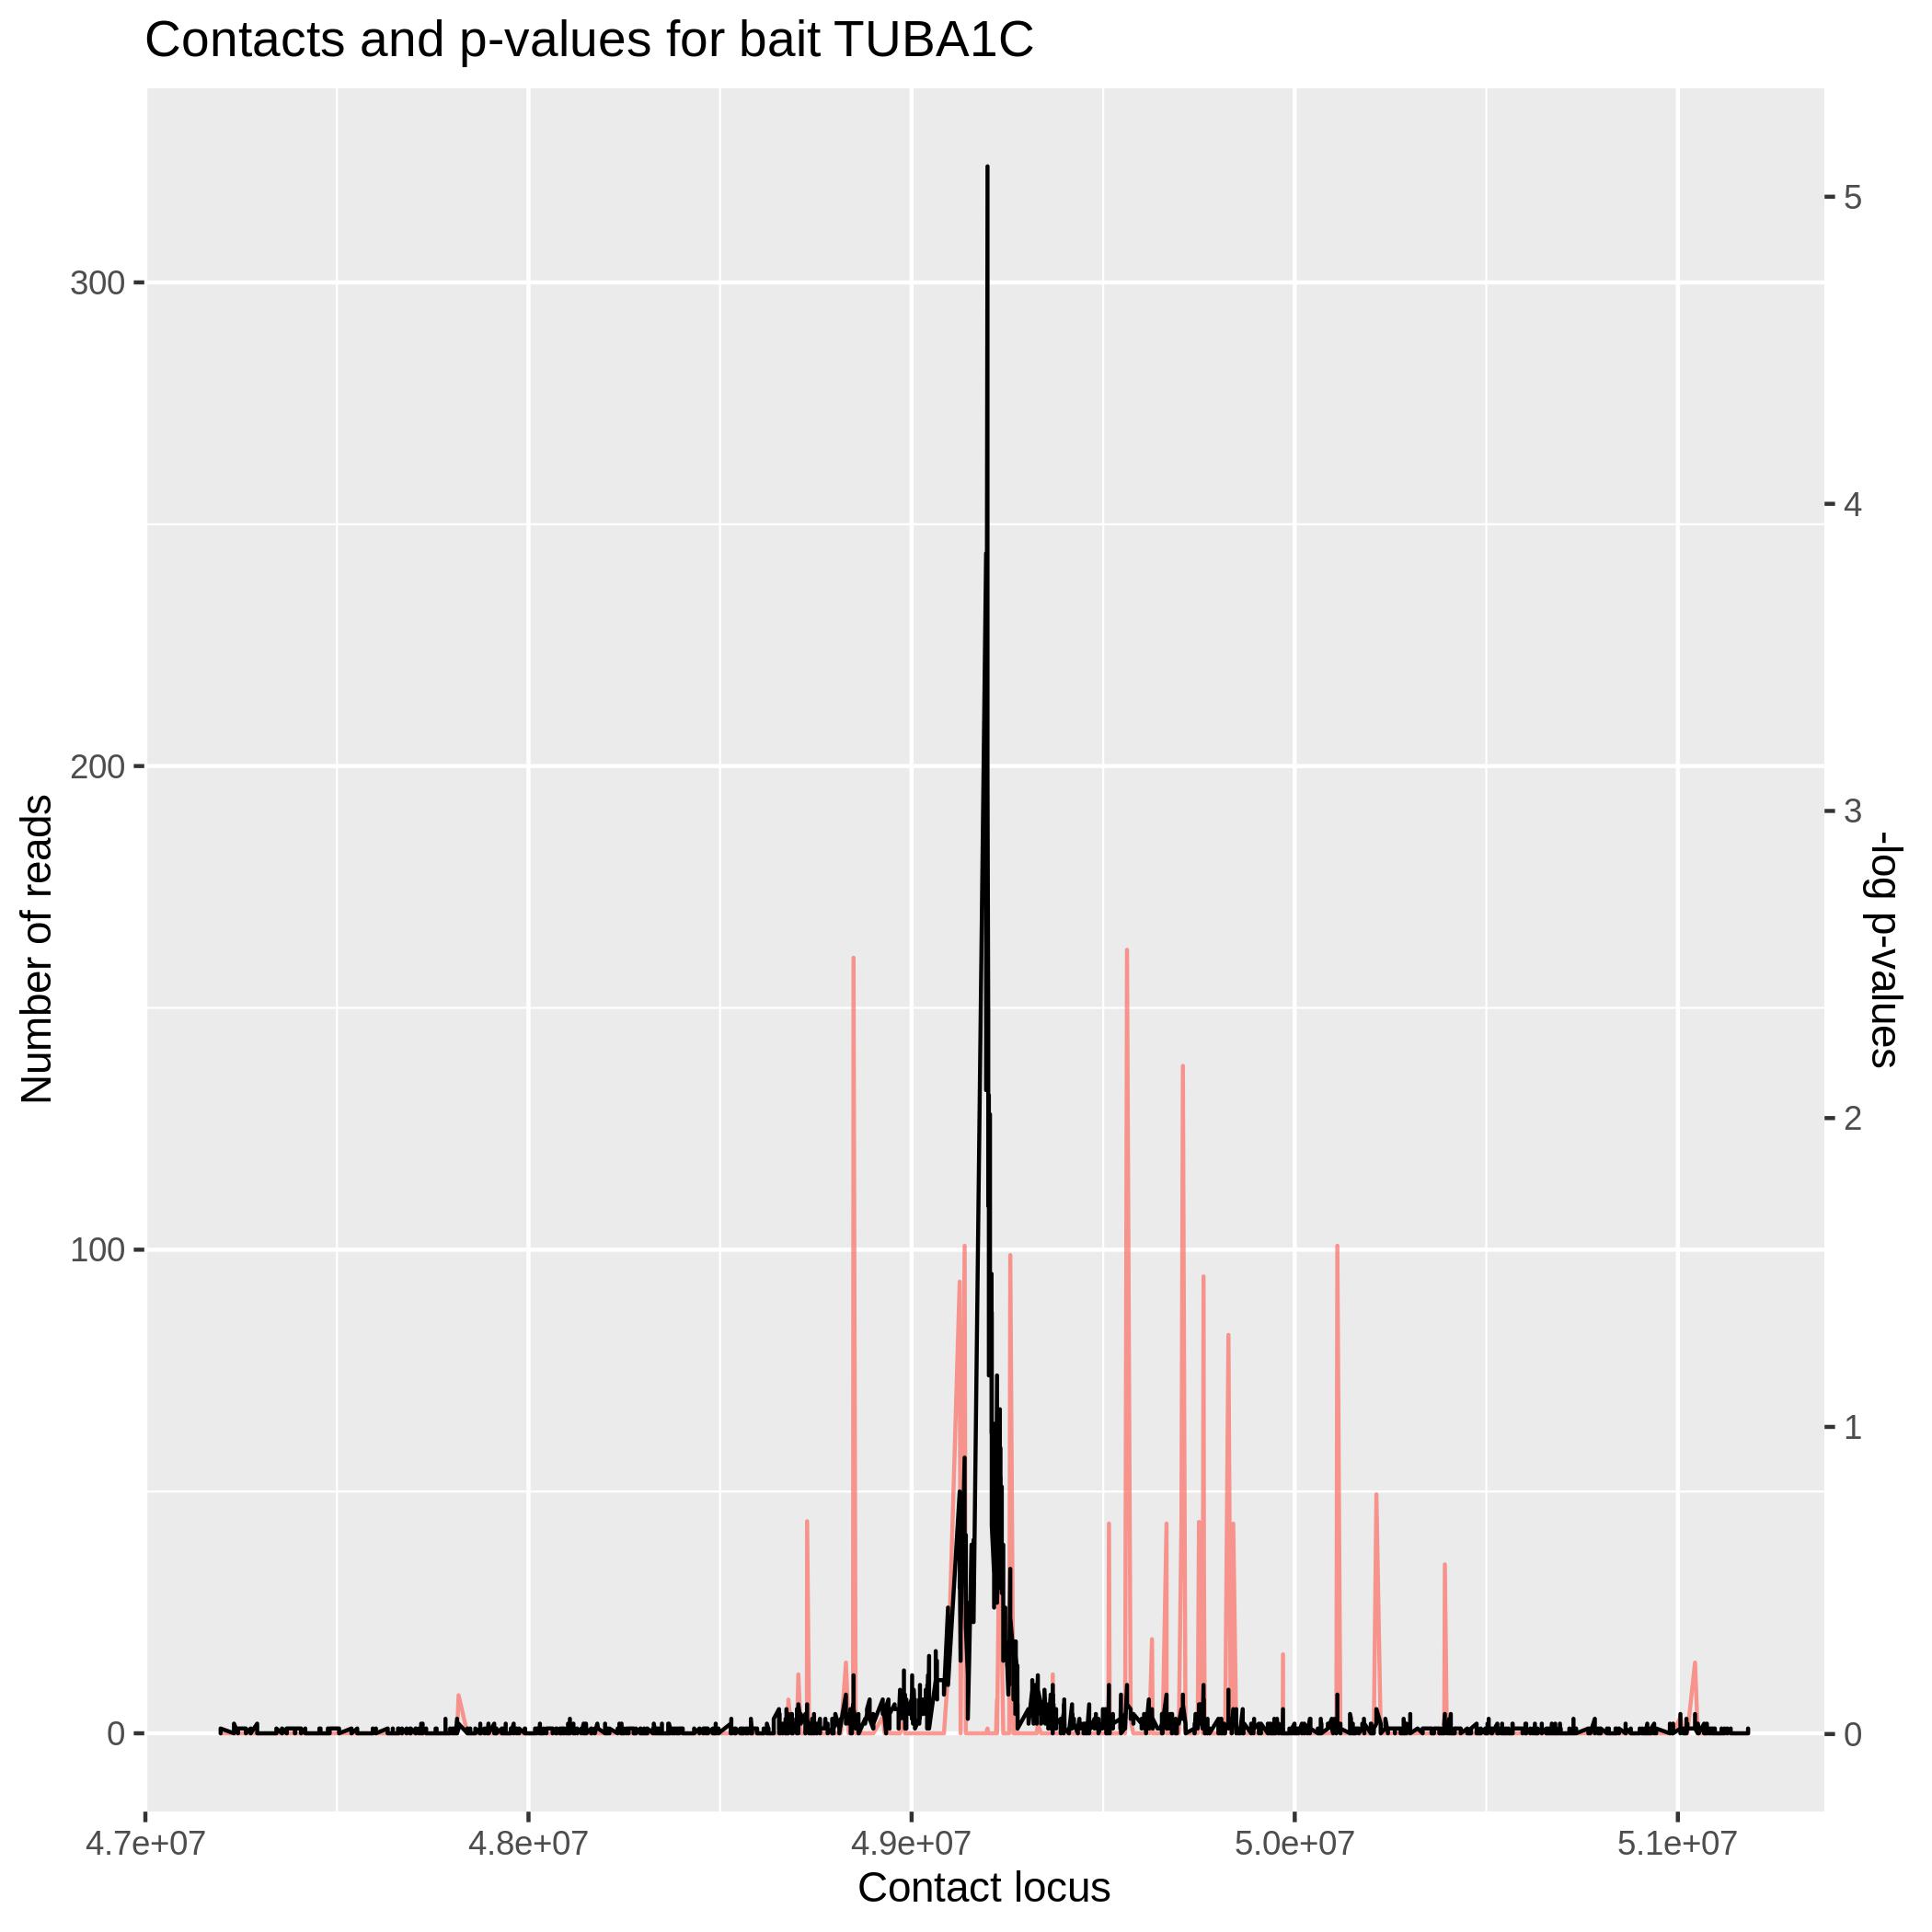 Contacts and p-values for bait TUBA1C
300
200
100
0
5
4
3
2
1
0
Number of reads
-log p-values
4.7e+07 4.8e+07 4.9e+07 5.0e+07 5.1e+07
Contact locus